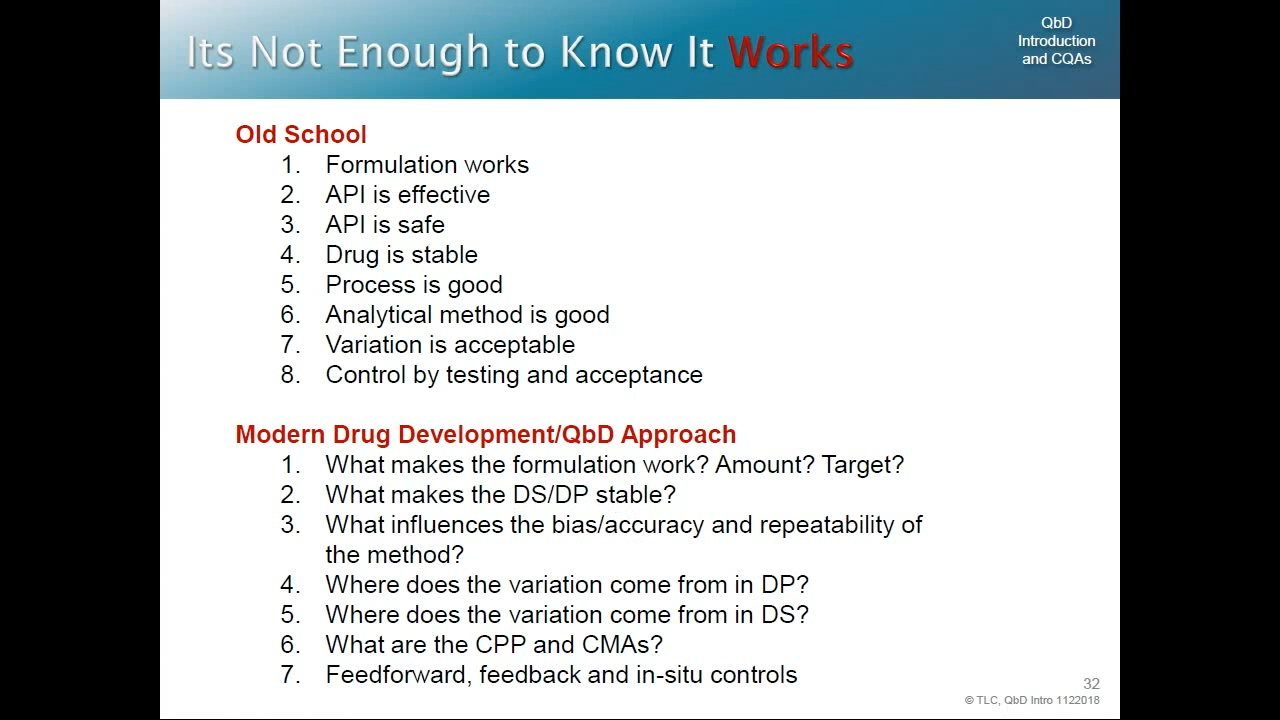 Its Not Enough to Know It Works
QbD
Introduction
and CQAs
Old School
1. Formulation works
2. API is effective
3. API is safe
4. Drug is stable
5. Process is good
6. Analytical method is good
7. Variation is acceptable
8. Control by testing and acceptance
Modern Drug Development/QbD Approach
1. What makes the formulation work? Amount? Target?
2. What makes the DS/DP stable?
3. What influences the bias/accuracy and repeatability of
the method?
4. Where does the variation come from in DP?
5. Where does the variation come from in DS?
6. What are the CPP and CMAs?
7. Feedforward, feedback and in-situ controls
32
© TLC, QbD Intro 1122018